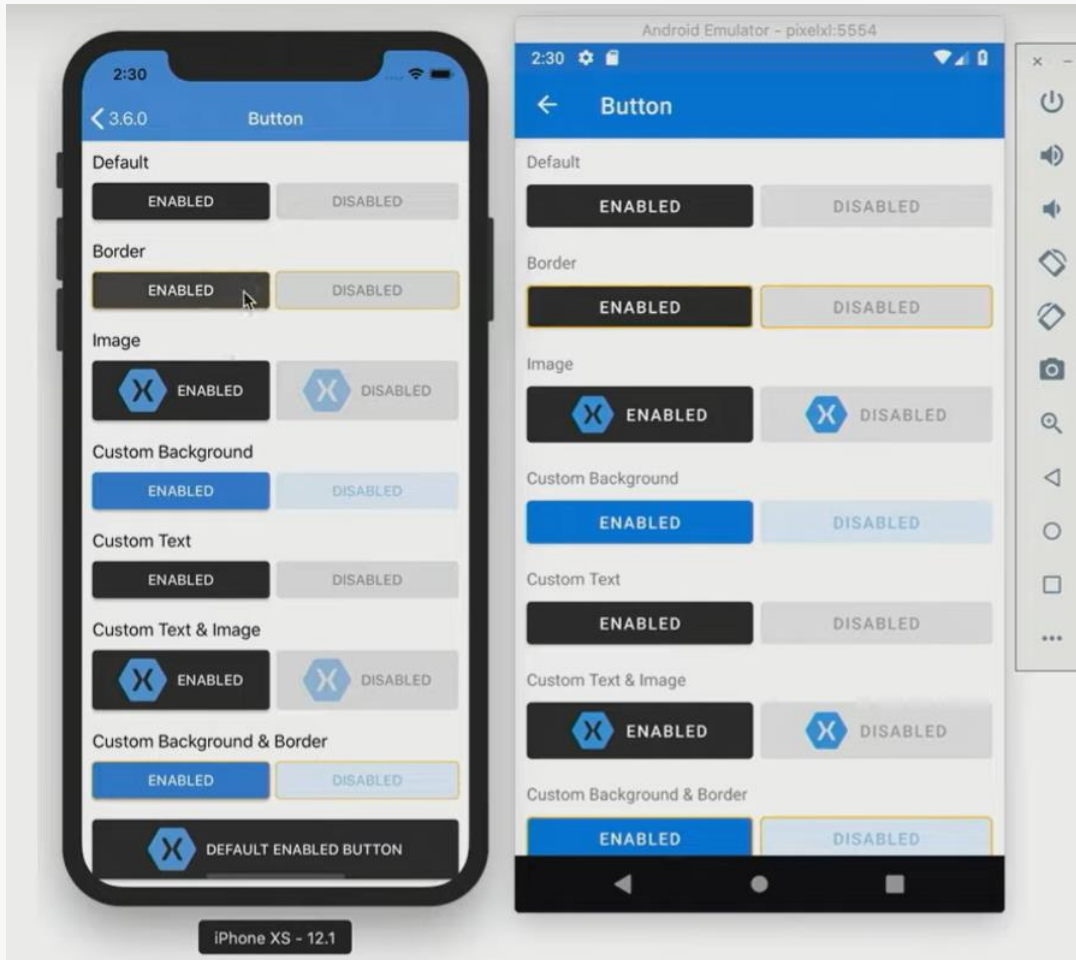 2:30
3.6.0 Button
Default
ENABLED DISABLED
Border
ENABLED DISABLED
Image
ENABLED DISABLED
Custom Background
ENABLED DISABLED
Custom Text
ENABLED DISABLED
Custom Text & Image
ENABLED DISABLED
Custom Background & Border
ENABLED DISABLED
DEFAULT ENABLED BUTTON
iPhone XS - 12.1
Android Emulator - pixelxl:5554
2:30
Button
Default
ENABLED DISABLED
Border
ENABLED DISABLED
Image
ENABLED DISABLED
Custom Background
ENABLED DISABLED
Custom Text
ENABLED DISABLED
Custom Text & Image
ENABLED DISABLED
Custom Background & Border
ENABLED DISABLED